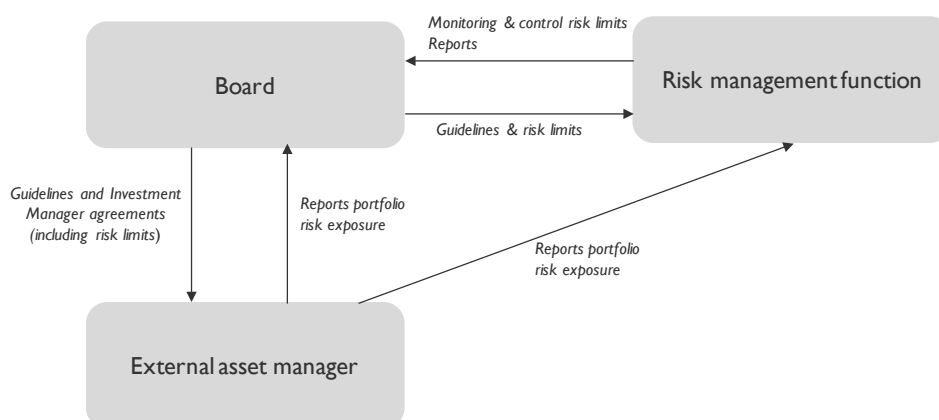 Monitoring & control risk limits
Reports
Board
Risk management function
Guidelines & risk limits
Guidelines and Investment
Manager agreements
(including risk limits)
Reports portfolio
risk exposure
Reports portfolio
risk exposure
External asset manager